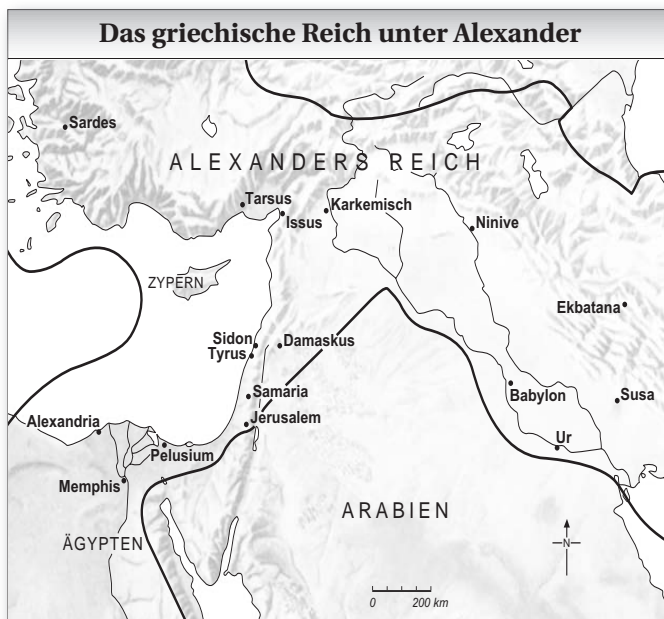 Das griechische Reich unter Alexander
Sardes
ALEXANDERS REICH
Tarsus
Issus
Karkemisch
Ninive
ZYPERN
Ekbatana
Sidon
Tyrus
Damaskus
Babylon
Susa
Samaria
Alexandria
Jerusalem
Pelusium
Ur
Memphis
ARABIEN
ÄGYPTEN
N
0 200 km